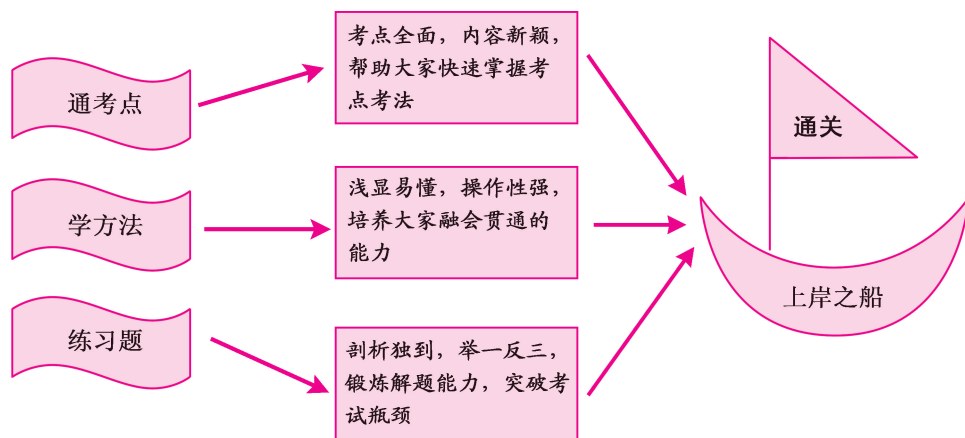 通考点
考点全面，内容新颖，
帮助大家快速掌握考
点考法
学方法
浅显易懂，操作性强，
培养大家融会贯通的
能力
练习题
剖析独到，举一反三，
锻炼解题能力，突破考
试瓶颈
通关
上岸之船